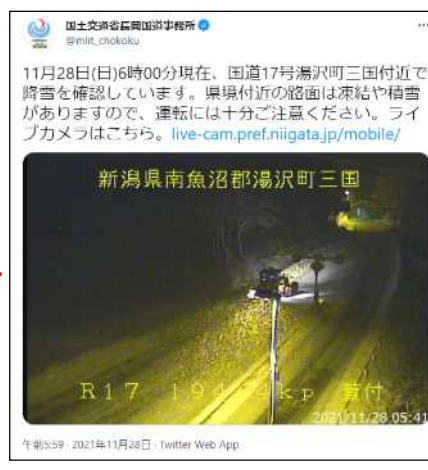 国土交通省長岡国道事務所
@mlit_chokoku
11月28日(日)6時00分現在、国道17号湯沢町三国付近で
降雪を確認しています。県境付近の路面は凍結や積雪
がありますので、運転には十分ご注意ください。ライ
ブカメラはこちら。live-cam.pref.niigata.jp/mobile/
新潟県南魚沼郡湯沢町三国
R17 194.4kp 貫付
2021/11/28 05:41
午前5:59・2021年11月28日・Twitter Web App